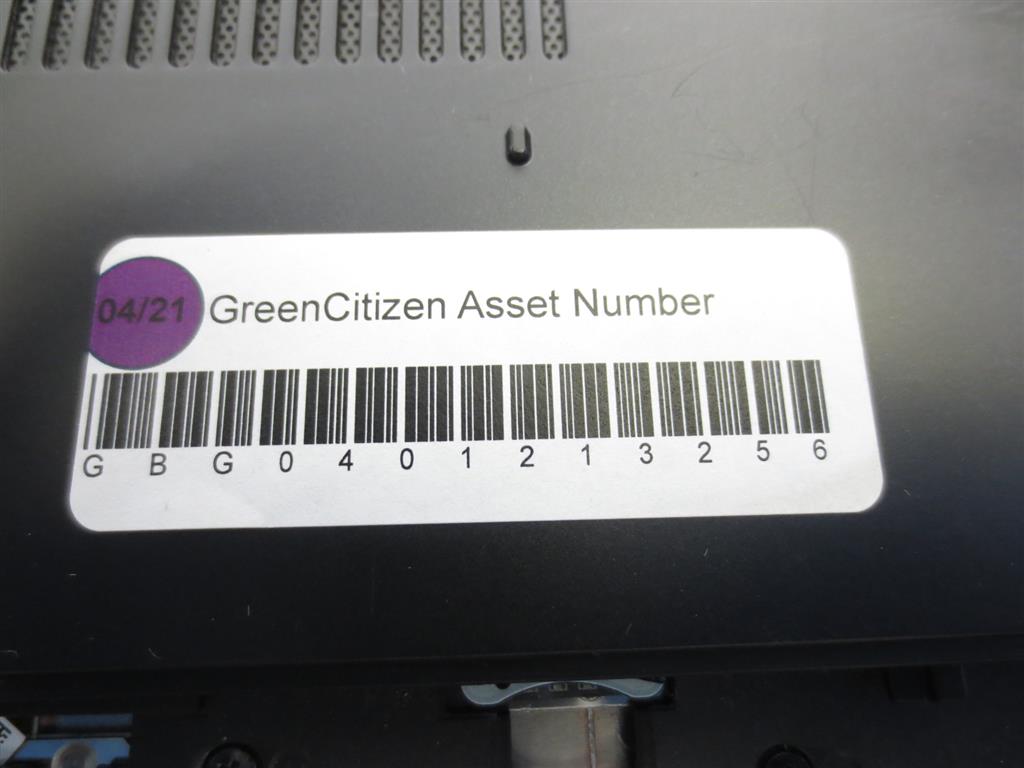 04/21 GreenCitizen Asset Number
G B G 0 4 0 1 2 1 3 2 5 6